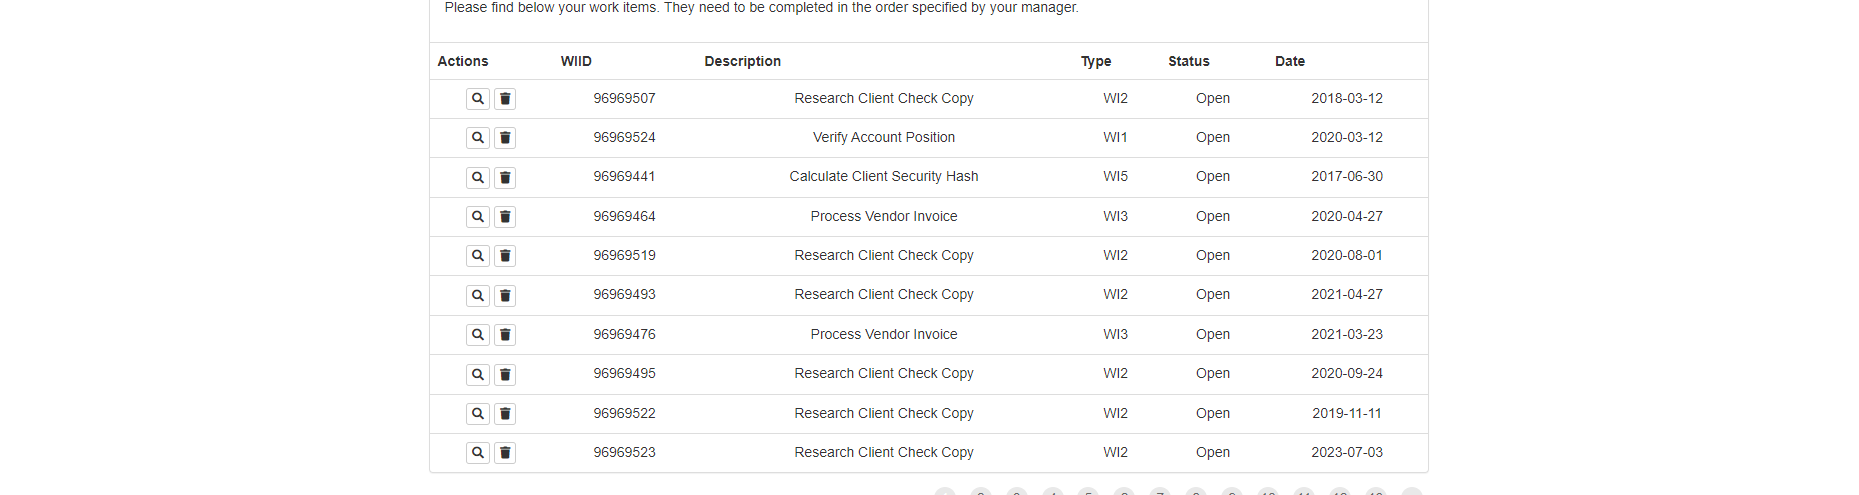 Please find below your work items. They need to be completed in the order specified by your manager.
Actions WIID Description Type Status Date
96969507 Research Client Check Copy WI2 Open 2018-03-12
96969524 Verify Account Position WI1 Open 2020-03-12
96969441 Calculate Client Security Hash WI5 Open 2017-06-30
96969464 Process Vendor Invoice WI3 Open 2020-04-27
96969519 Research Client Check Copy WI2 Open 2020-08-01
96969493 Research Client Check Copy WI2 Open 2021-04-27
96969476 Process Vendor Invoice WI3 Open 2021-03-23
96969495 Research Client Check Copy WI2 Open 2020-09-24
96969522 Research Client Check Copy WI2 Open 2019-11-11
96969523 Research Client Check Copy WI2 Open 2023-07-03